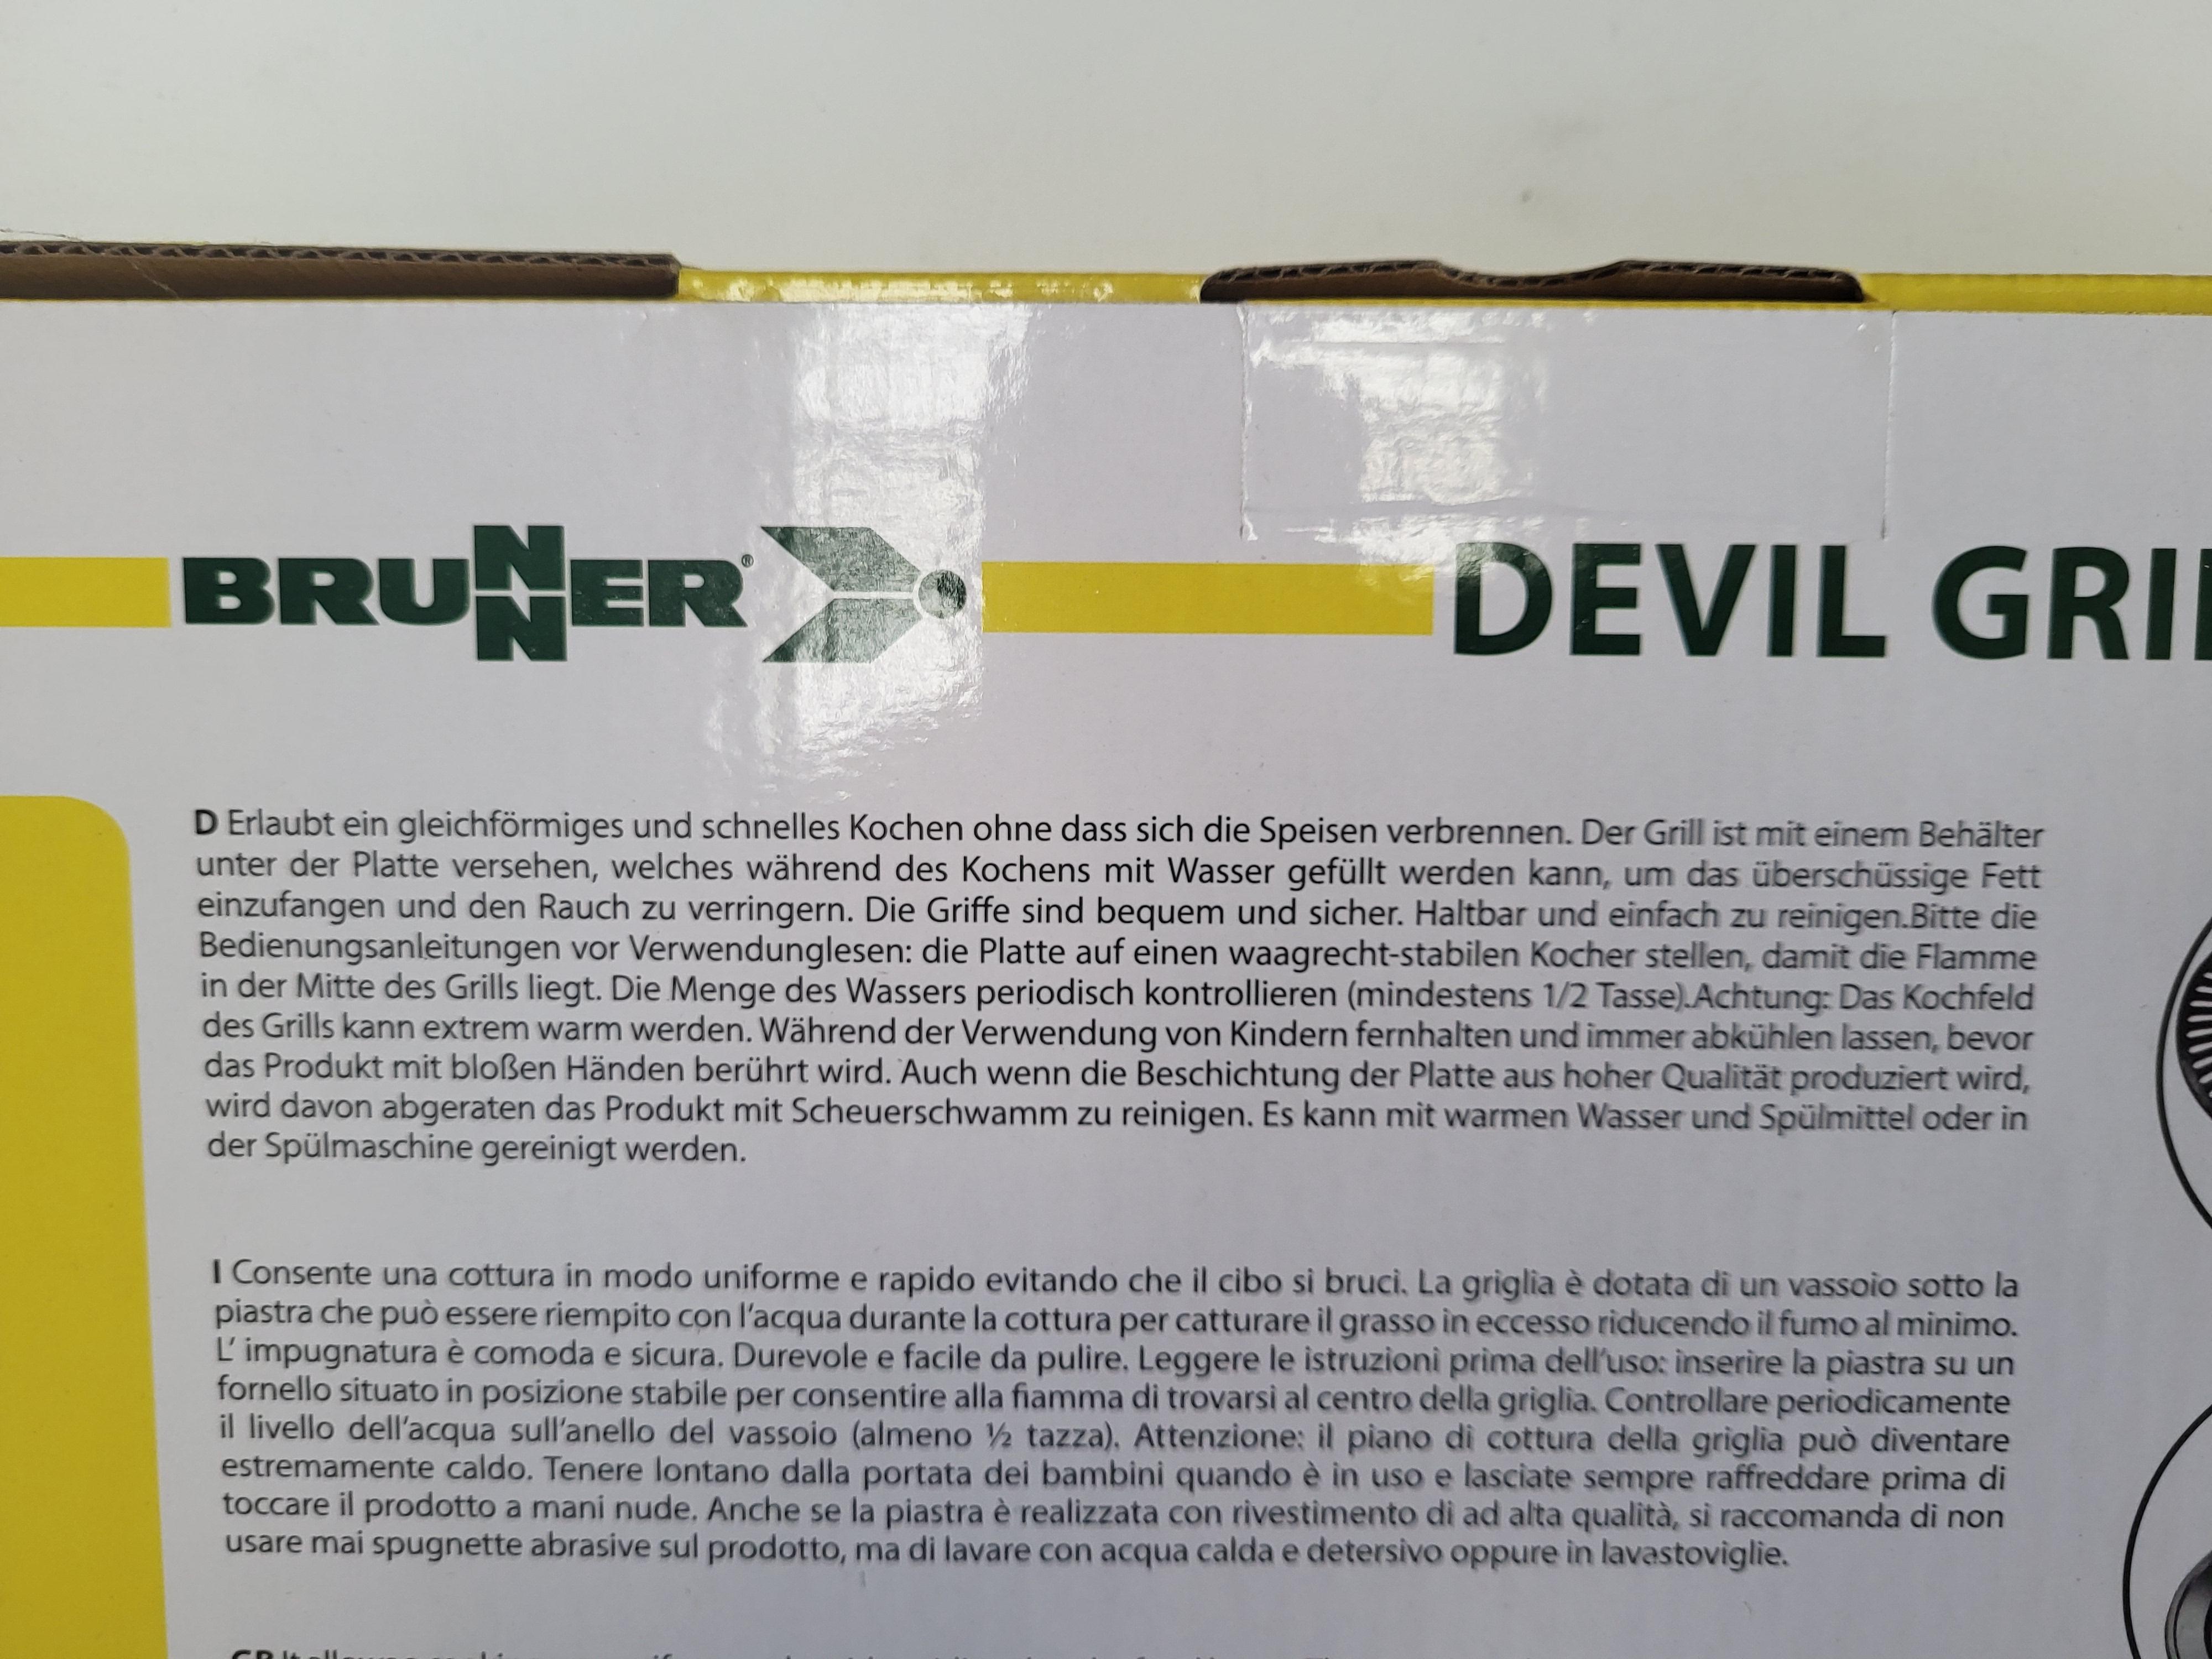 BRUNNER®
DEVIL GRI
D Erlaubt ein gleichförmiges und schnelles Kochen ohne dass sich die Speisen verbrennen. Der Grill ist mit einem Behälter
unter der Platte versehen, welches während des Kochens mit Wasser gefüllt werden kann, um das überschüssige Fett
einzufangen und den Rauch zu verringern. Die Griffe sind bequem und sicher. Haltbar und einfach zu reinigen.Bitte die
Bedienungsanleitungen vor Verwendunglesen: die Platte auf einen waagrecht-stabilen Kocher stellen, damit die Flamme
in der Mitte des Grills liegt. Die Menge des Wassers periodisch kontrollieren (mindestens 1/2 Tasse).Achtung: Das Kochfeld
des Grills kann extrem warm werden. Während der Verwendung von Kindern fernhalten und immer abkühlen lassen, bevor
das Produkt mit bloßen Händen berührt wird. Auch wenn die Beschichtung der Platte aus hoher Qualität produziert wird,
wird davon abgeraten das Produkt mit Scheuerschwamm zu reinigen. Es kann mit warmen Wasser und Spülmittel oder in
der Spülmaschine gereinigt werden.
I Consente una cottura in modo uniforme e rapido evitando che il cibo si bruci. La griglia è dotata di un vassoio sotto la
piastra che può essere riempito con l'acqua durante la cottura per catturare il grasso in eccesso riducendo il fumo al minimo.
L' impugnatura è comoda e sicura. Durevole e facile da pulire. Leggere le istruzioni prima dell'uso: inserire la piastra su un
fornello situato in posizione stabile per consentire alla fiamma di trovarsi al centro della griglia. Controllare periodicamente
il livello dell'acqua sull'anello del vassoio (almeno ½ tazza). Attenzione: il piano di cottura della griglia può diventare
estremamente caldo. Tenere lontano dalla portata dei bambini quando è in uso e lasciate sempre raffreddare prima di
toccare il prodotto a mani nude. Anche se la piastra è realizzata con rivestimento di ad alta qualità, si raccomanda di non
usare mai spugnette abrasive sul prodotto, ma di lavare con acqua calda e detersivo oppure in lavastoviglie.